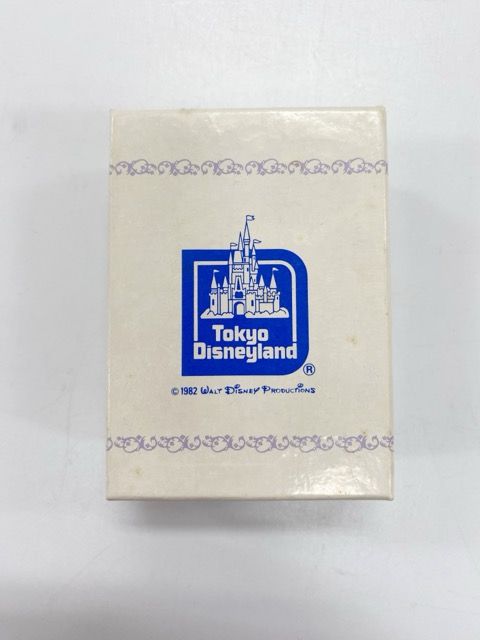 Tokyo
Disneyland
®
© 1982 WALT DISNEY PRODUCTIONS